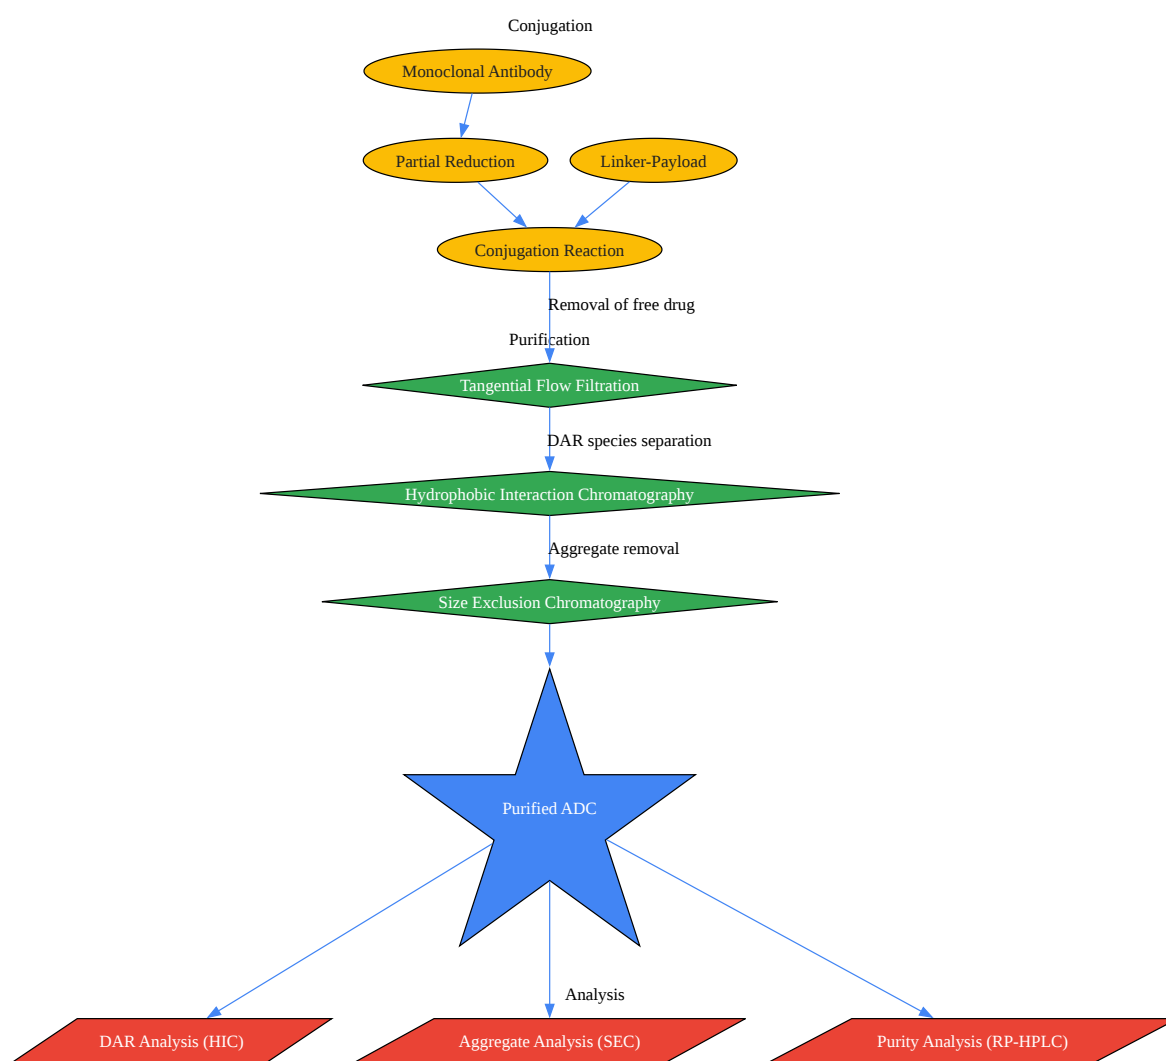 Conjugation
Monoclonal Antibody
Partial Reduction
Linker-Payload
Conjugation Reaction
Removal of free drug
Purification
Tangential Flow Filtration
DAR species separation
Hydrophobic Interaction Chromatography
Aggregate removal
Size Exclusion Chromatography
Purified ADC
Analysis
DAR Analysis (HIC)
Aggregate Analysis (SEC)
Purity Analysis (RP-HPLC)